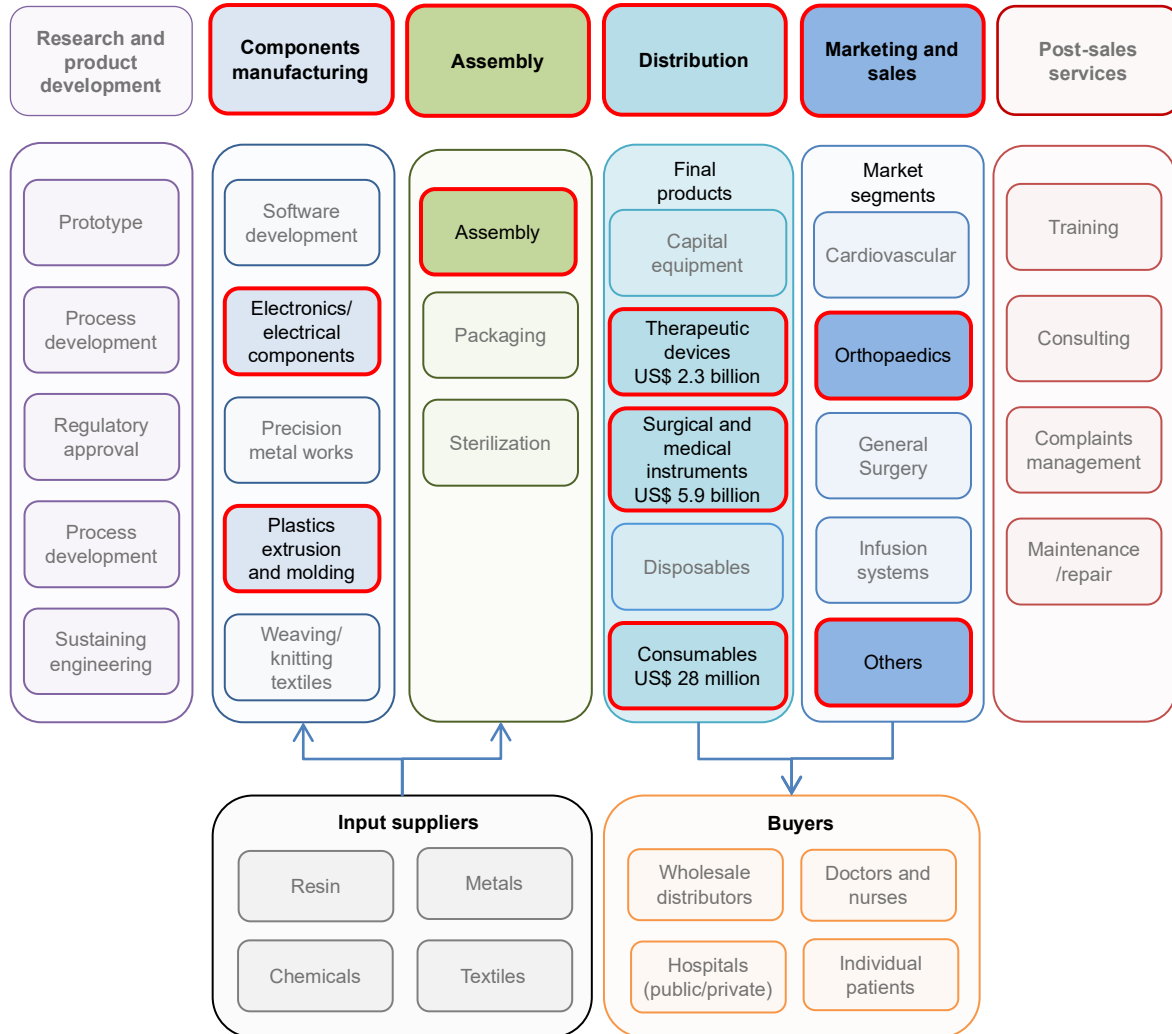 Research and
product
development
Components
manufacturing
Assembly
Distribution
Marketing and
sales
Post-sales
services
Prototype
Process
development
Regulatory
approval
Process
development
Sustaining
engineering
Software
development
Electronics/
electrical
components
Precision
metal works
Plastics
extrusion
and molding
Weaving/
knitting
textiles
Assembly
Packaging
Sterilization
Final
products
Capital
equipment
Therapeutic
devices
US$ 2.3 billion
Surgical and
medical
instruments
US$ 5.9 billion
Disposables
Consumables
US$ 28 million
Market
segments
Cardiovascular
Orthopaedics
General
Surgery
Infusion
systems
Others
Training
Consulting
Complaints
management
Maintenance
/repair
Input suppliers
Resin
Metals
Chemicals
Textiles
Buyers
Wholesale
distributors
Doctors and
nurses
Hospitals
(public/private)
Individual
patients